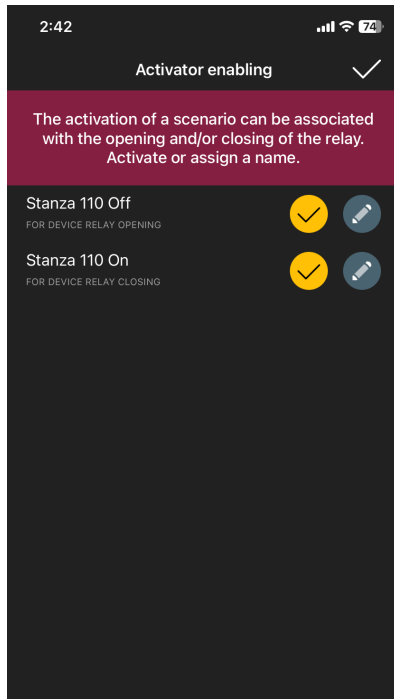 2:42
74
Activator enabling
The activation of a scenario can be associated
with the opening and/or closing of the relay.
Activate or assign a name.
Stanza 110 Off
FOR DEVICE RELAY OPENING
Stanza 110 On
FOR DEVICE RELAY CLOSING